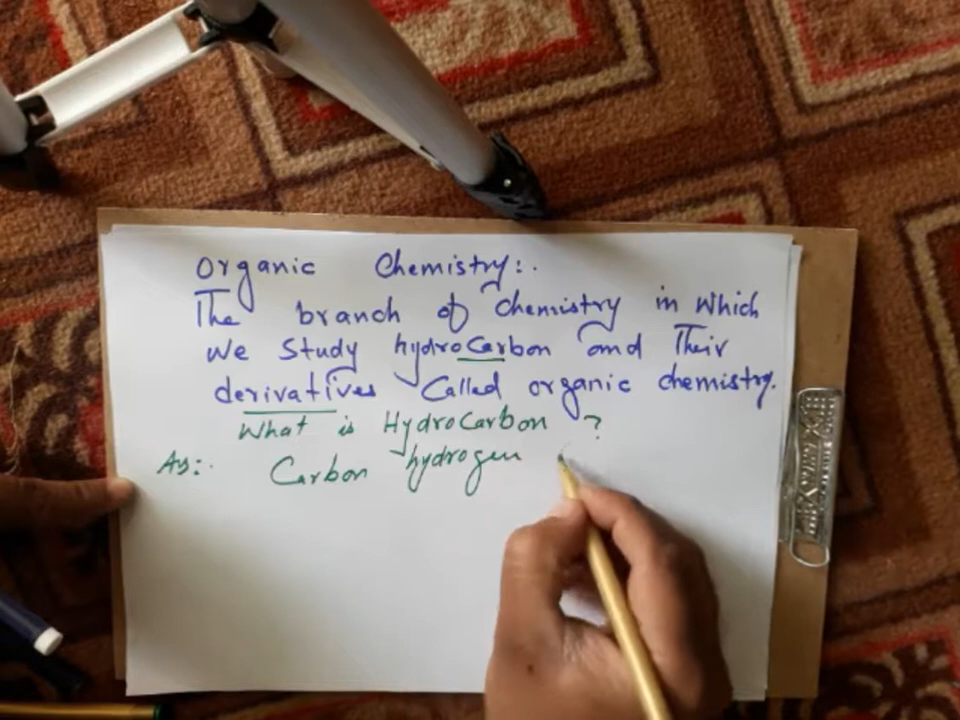 Organic Chemistry:.
The branch of chemistry in which
we study hydrocarbon and Their
derivatives Called organic chemistry.
What is HydroCarbon ?
As:. Carbon hydrogen